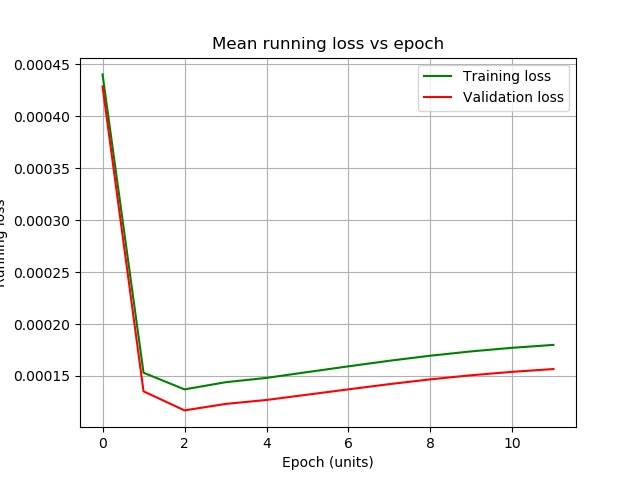 Mean running loss vs epoch
Training loss
Validation loss
0.00045
0.00040
0.00035
0.00030
0.00025
0.00020
0.00015
Running loss
0 2 4 6 8 10
Epoch (units)